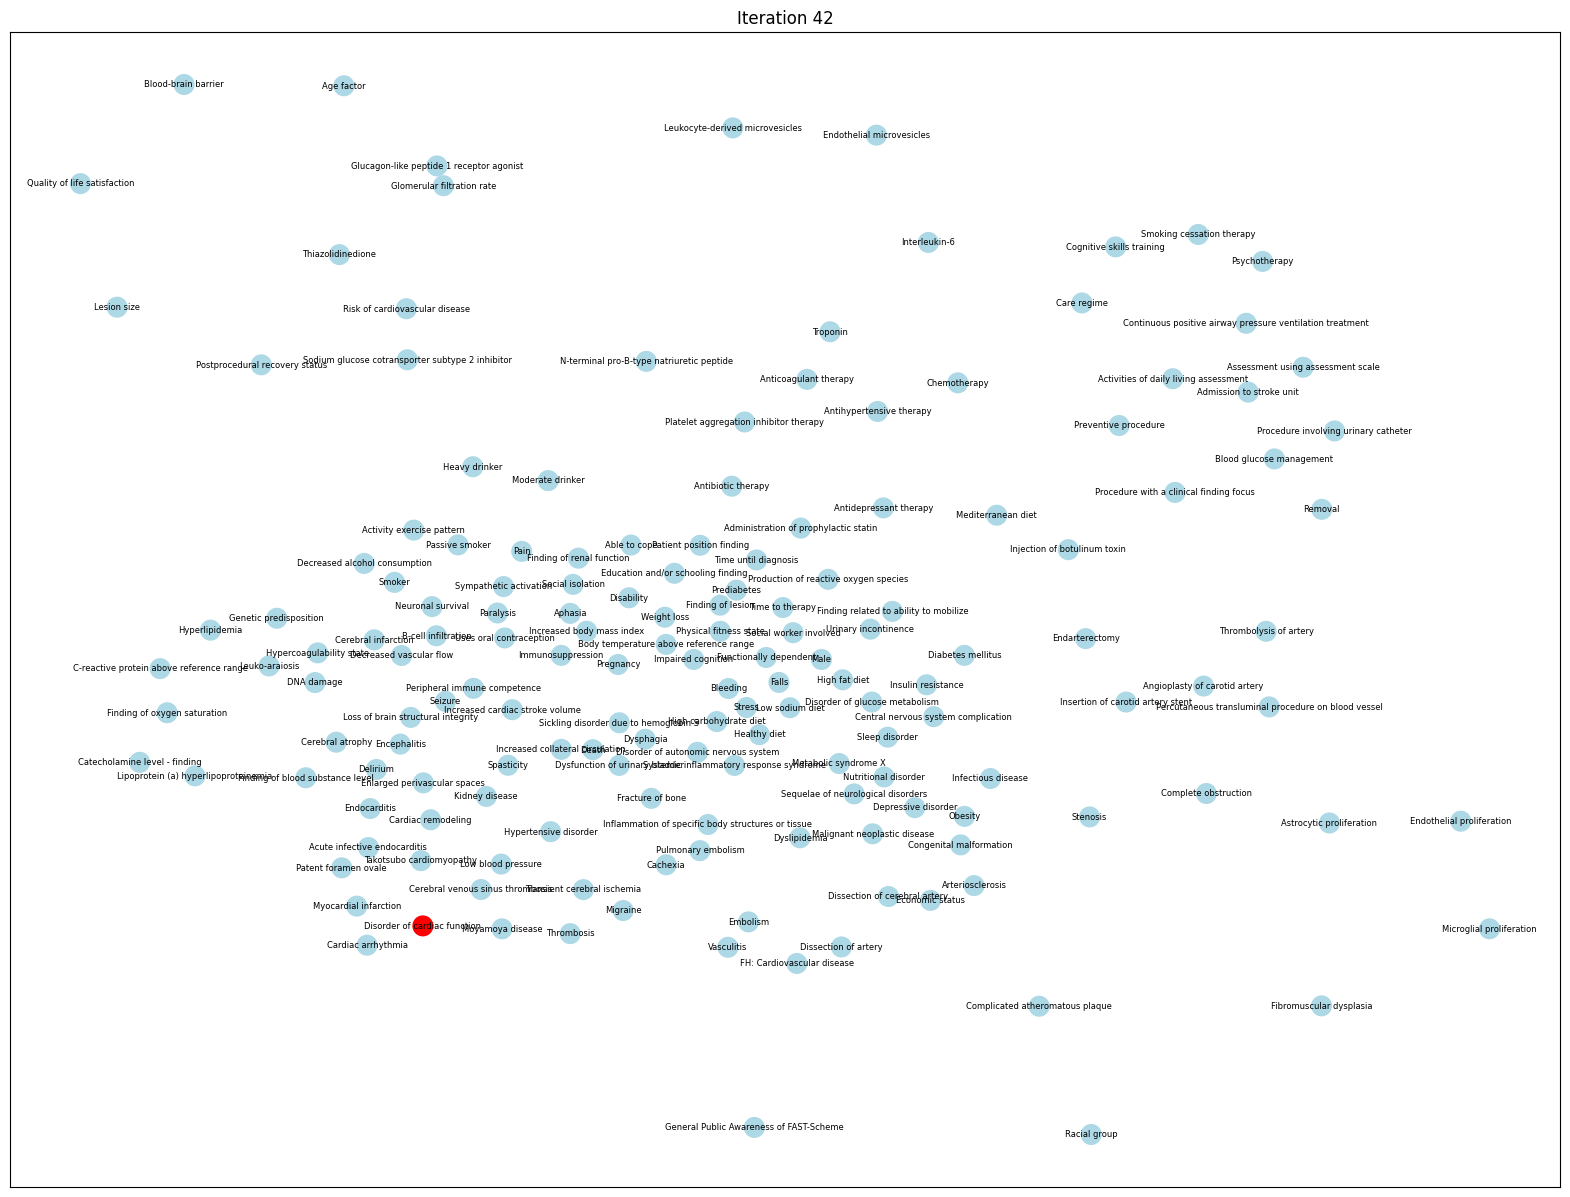 Iteration 42
Blood-brain barrier
Age factor
Leukocyte-derived microvesicles
Endothelial microvesicles
Glucagon-like peptide 1 receptor agonist
Quality of life satisfaction
Glomerular filtration rate
Smoking cessation therapy
Interleukin-6
Cognitive skills training
Thiazolidinedione
Psychotherapy
Care regime
Lesion size
Risk of cardiovascular disease
Continuous positive airway pressure ventilation treatment
Troponin
Sodium glucose cotransporter subtype 2 inhibitor
N-terminal pro-B-type natriuretic peptide
Postprocedural recovery status
Assessment using assessment scale
Anticoagulant therapy
Activities of daily living assessment
Chemotherapy
Admission to stroke unit
Antihypertensive therapy
Platelet aggregation inhibitor therapy
Preventive procedure
Procedure involving urinary catheter
Blood glucose management
Heavy drinker
Moderate drinker
Antibiotic therapy
Procedure with a clinical finding focus
Antidepressant therapy
Removal
Mediterranean diet
Administration of prophylactic statin
Activity exercise pattern
Passive smoker
Able to cope
Patient position finding
Injection of botulinum toxin
Pain
Finding of renal function
Time until diagnosis
Decreased alcohol consumption
Education and/or schooling finding
Production of reactive oxygen species
Smoker
Sympathetic activation
Social isolation
Prediabetes
Disability
Neuronal survival
Finding of lesion
Time to therapy
Paralysis
Aphasia
Finding related to ability to mobilize
Genetic predisposition
Weight loss
Hyperlipidemia
Urinary incontinence
Increased body mass index
Physical fitness state
Social worker involved
Thrombolysis of artery
B-cell infiltration
Uses oral contraception
Cerebral infarction
Endarterectomy
Body temperature above reference range
Hypercoagulability state
Decreased vascular flow
Immunosuppression
Diabetes mellitus
Functionally dependent
Male
Impaired cognition
Pregnancy
Leuko-araiosis
C-reactive protein above reference range
High fat diet
DNA damage
Falls
Insulin resistance
Angioplasty of carotid artery
Peripheral immune competence
Bleeding
Seizure
Disorder of glucose metabolism
Insertion of carotid artery stent
Percutaneous transluminal procedure on blood vessel
Stress
Low sodium diet
Increased cardiac stroke volume
Finding of oxygen saturation
Loss of brain structural integrity
Central nervous system complication
Sickling disorder due to hemoglobin S
High carbohydrate diet
Healthy diet
Sleep disorder
Dysphagia
Cerebral atrophy
Encephalitis
Increased collateral circulation
Death
Disorder of autonomic nervous system
Catecholamine level - finding
Metabolic syndrome X
Spasticity
Dysfunction of urinary bladder
Systemic inflammatory response syndrome
Delirium
Lipoprotein (a) hyperlipoproteinemia
Finding of blood substance level
Nutritional disorder
Infectious disease
Enlarged perivascular spaces
Complete obstruction
Sequelae of neurological disorders
Kidney disease
Fracture of bone
Endocarditis
Depressive disorder
Obesity
Stenosis
Cardiac remodeling
Endothelial proliferation
Astrocytic proliferation
Inflammation of specific body structures or tissue
Hypertensive disorder
Malignant neoplastic disease
Dyslipidemia
Congenital malformation
Acute infective endocarditis
Pulmonary embolism
Takotsubo cardiomyopathy
Low blood pressure
Cachexia
Patent foramen ovale
Arteriosclerosis
Cerebral venous sinus thrombosis
Transient cerebral ischemia
Dissection of cerebral artery
Economic status
Myocardial infarction
Migraine
Embolism
Disorder of cardiac function
Moyamoya disease
Microglial proliferation
Thrombosis
Cardiac arrhythmia
Vasculitis
Dissection of artery
FH: Cardiovascular disease
Complicated atheromatous plaque
Fibromuscular dysplasia
General Public Awareness of FAST-Scheme
Racial group